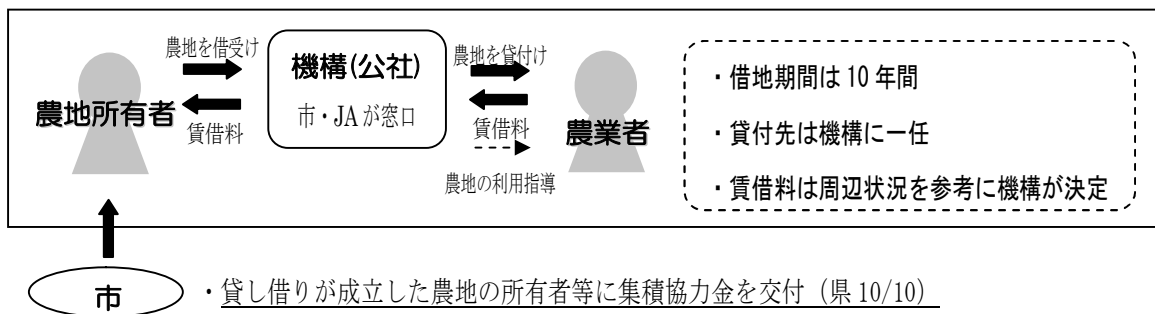 農地を借受け
機構(公社)
市・JAが窓口
農地を貸付け
農地所有者
賃借料
賃借料
農業者
農地の利用指導
・借地期間は10年間
・貸付先は機構に一任
・賃借料は周辺状況を参考に機構が決定
市
・貸し借りが成立した農地の所有者等に集積協力金を交付（県10/10）